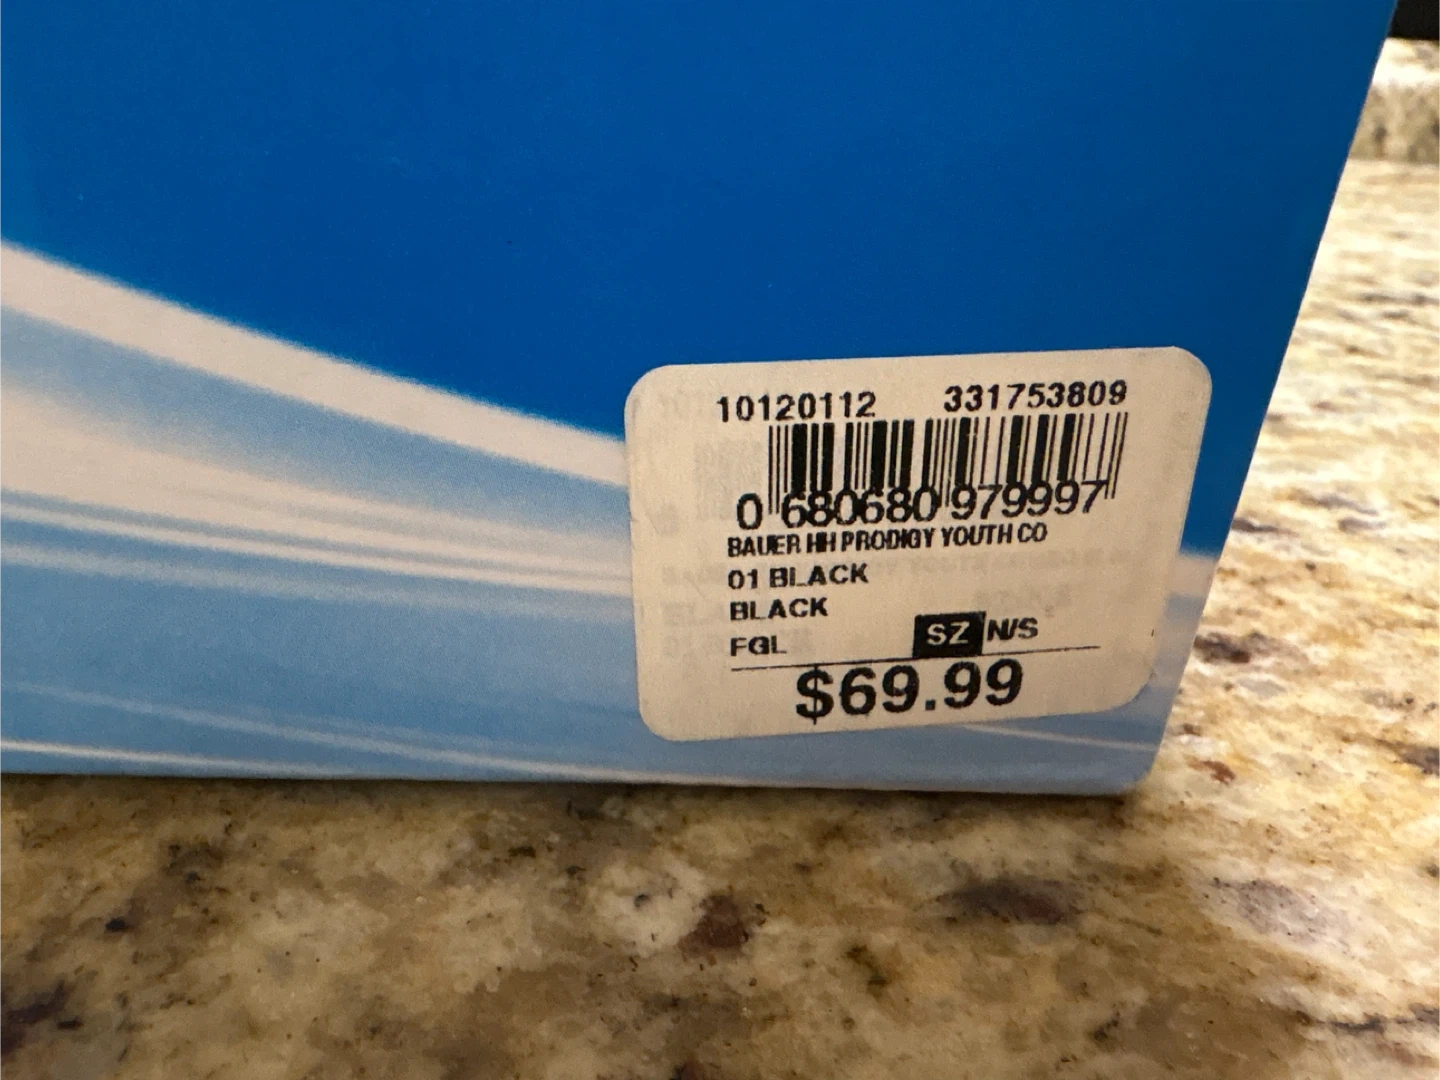 10120112 331753809
0 680680 979997
BAUER HH PRODIGY YOUTH CO
01 BLACK
BLACK
FGL SZ N/S
$69.99